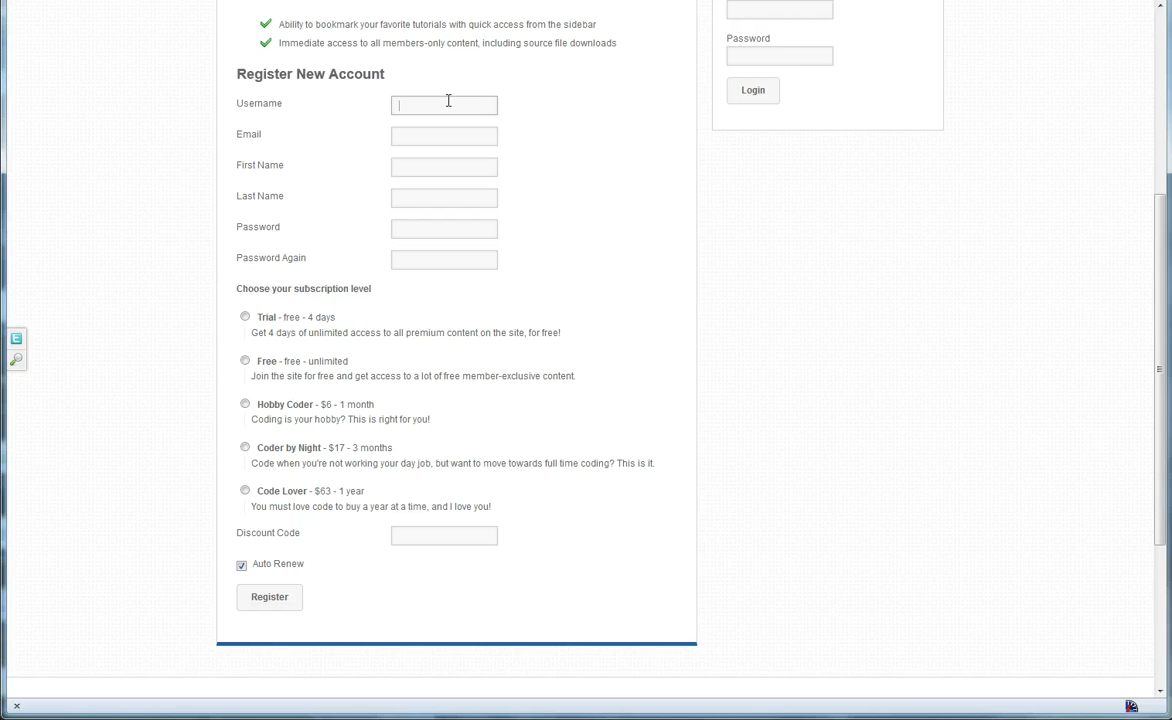 Ability to bookmark your favorite tutorials with quick access from the sidebar
Immediate access to all members-only content, including source file downloads
Register New Account
Username
Email
First Name
Last Name
Password
Password Again
Choose your subscription level
Trial - free - 4 days
Get 4 days of unlimited access to all premium content on the site, for free!
Free - free - unlimited
Join the site for free and get access to a lot of free member-exclusive content.
Hobby Coder - $6 - 1 month
Coding is your hobby? This is right for you!
Coder by Night - $17 - 3 months
Code when you're not working your day job, but want to move towards full time coding? This is it.
Code Lover - $63 - 1 year
You must love code to buy a year at a time, and I love you!
Discount Code
Auto Renew
Register
Password
Login